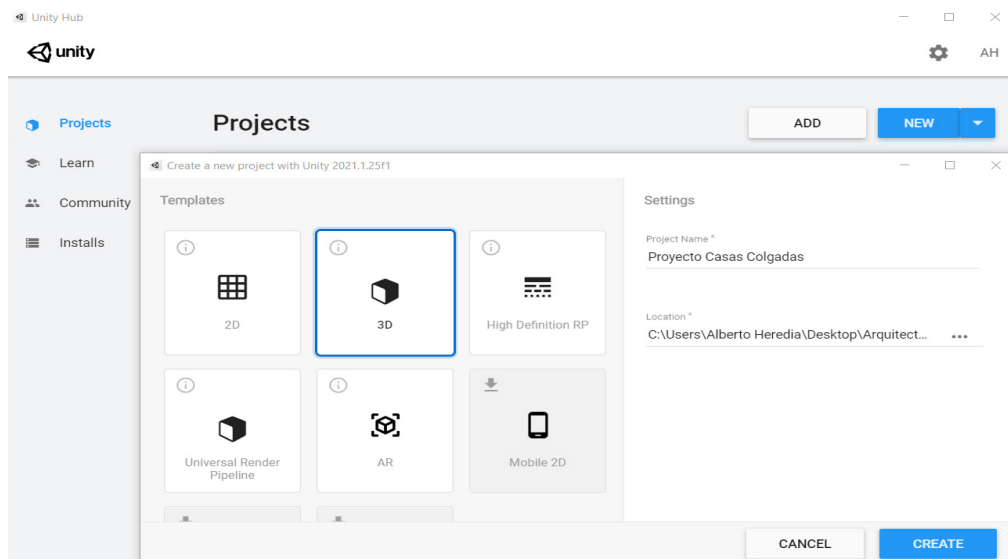 Unity Hub
unity
AH
Projects
Projects
ADD
NEW
Learn
Create a new project with Unity 2021.1.25f1
Community
Templates
Settings
Installs
Project Name *
Proyecto Casas Colgadas
2D
3D
High Definition RP
Location *
C:\Users\Alberto Heredia\Desktop\Arquitect...
Universal Render
Pipeline
AR
Mobile 2D
CANCEL
CREATE